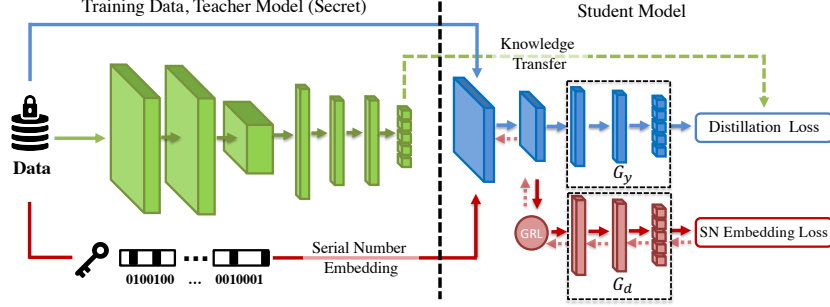 Training Data, Teacher Model (Secret)
Student Model
Knowledge
Transfer
G_y
Distillation Loss
Data
GRL
SN Embedding Loss
Serial Number
Embedding
0100100 ... 0010001
G_d